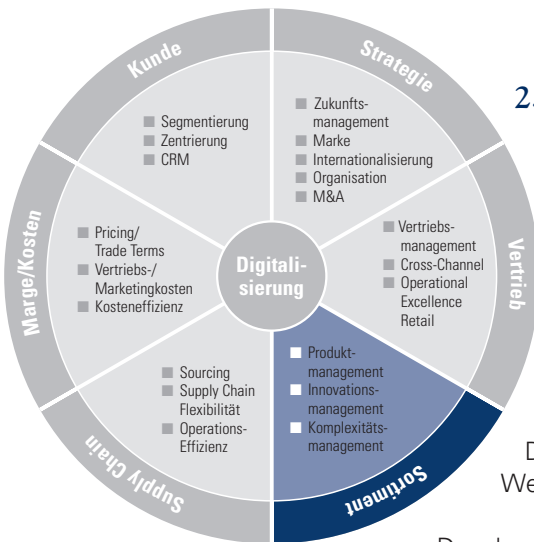 Kunde
■ Segmentierung
■ Zentrierung
■ CRM
Strategie
■ Zukunfts-
management
■ Marke
■ Internationalisierung
■ Organisation
■ M&A
Vertrieb
■ Vertriebs-
management
■ Cross-Channel
■ Operational
Excellence
Retail
Sortiment
■ Produkt-
management
■ Innovations-
management
■ Komplexitäts-
management
Supply Chain
■ Sourcing
■ Supply Chain
Flexibilität
■ Operations-
Effizienz
Marge/Kosten
■ Pricing/
Trade Terms
■ Vertriebs-/
Marketingkosten
■ Kosteneffizienz
Digitali-
sierung
2.
D
We